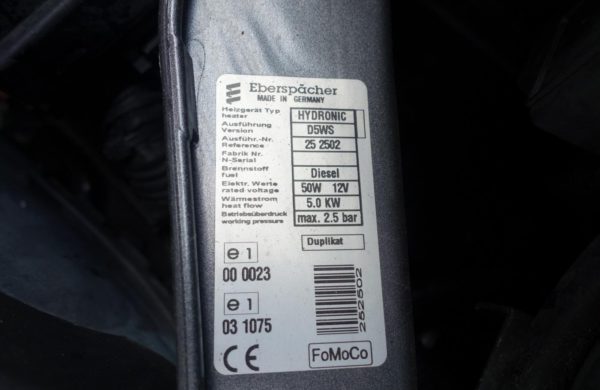 Eberspächer
MADE IN GERMANY
Heizgerät Typ
heater
HYDRONIC
Ausführung
Version
D5WS
Ausführ.-Nr.
Reference
25 2502
Fabrik Nr.
N-Serial
Brennstoff
fuel
Diesel
Elektr. Werte
rated voltage
50W 12V
Wärmestrom
heat flow
5.0 KW
Betriebsüberdruck
working pressure
max. 2.5 bar
Duplikat
e 1
00 0023
e 1
03 1075
252502
CE
FoMoCo